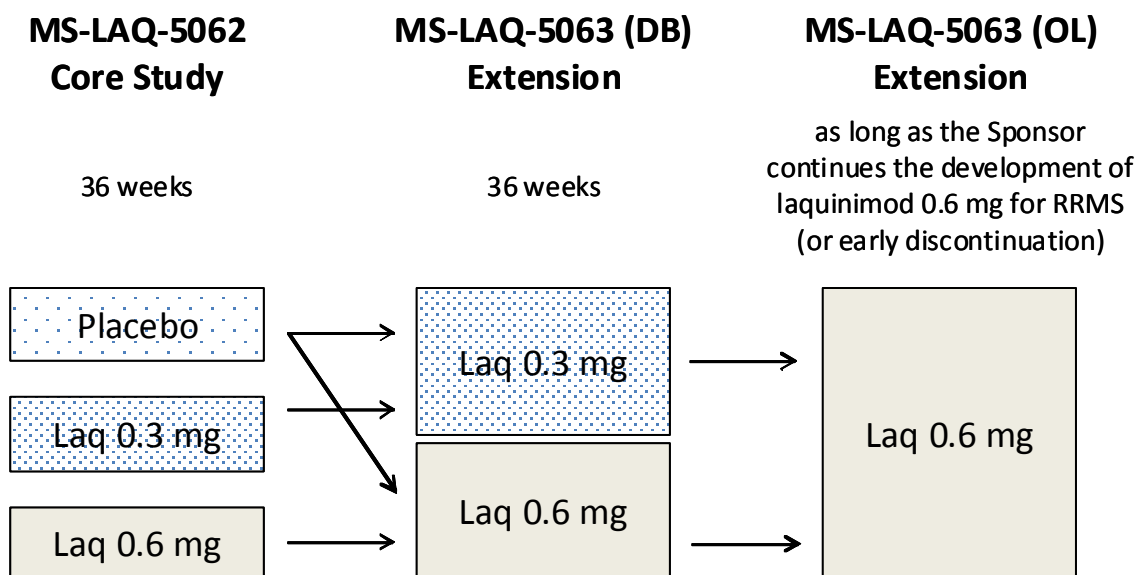 MS-LAQ-5062
Core Study
36 weeks
Placebo
Laq 0.3 mg
Laq 0.6 mg
MS-LAQ-5063 (DB)
Extension
36 weeks
Laq 0.3 mg
Laq 0.6 mg
MS-LAQ-5063 (OL)
Extension
as long as the Sponsor
continues the development of
laquinimod 0.6 mg for RRMS
(or early discontinuation)
Laq 0.6 mg